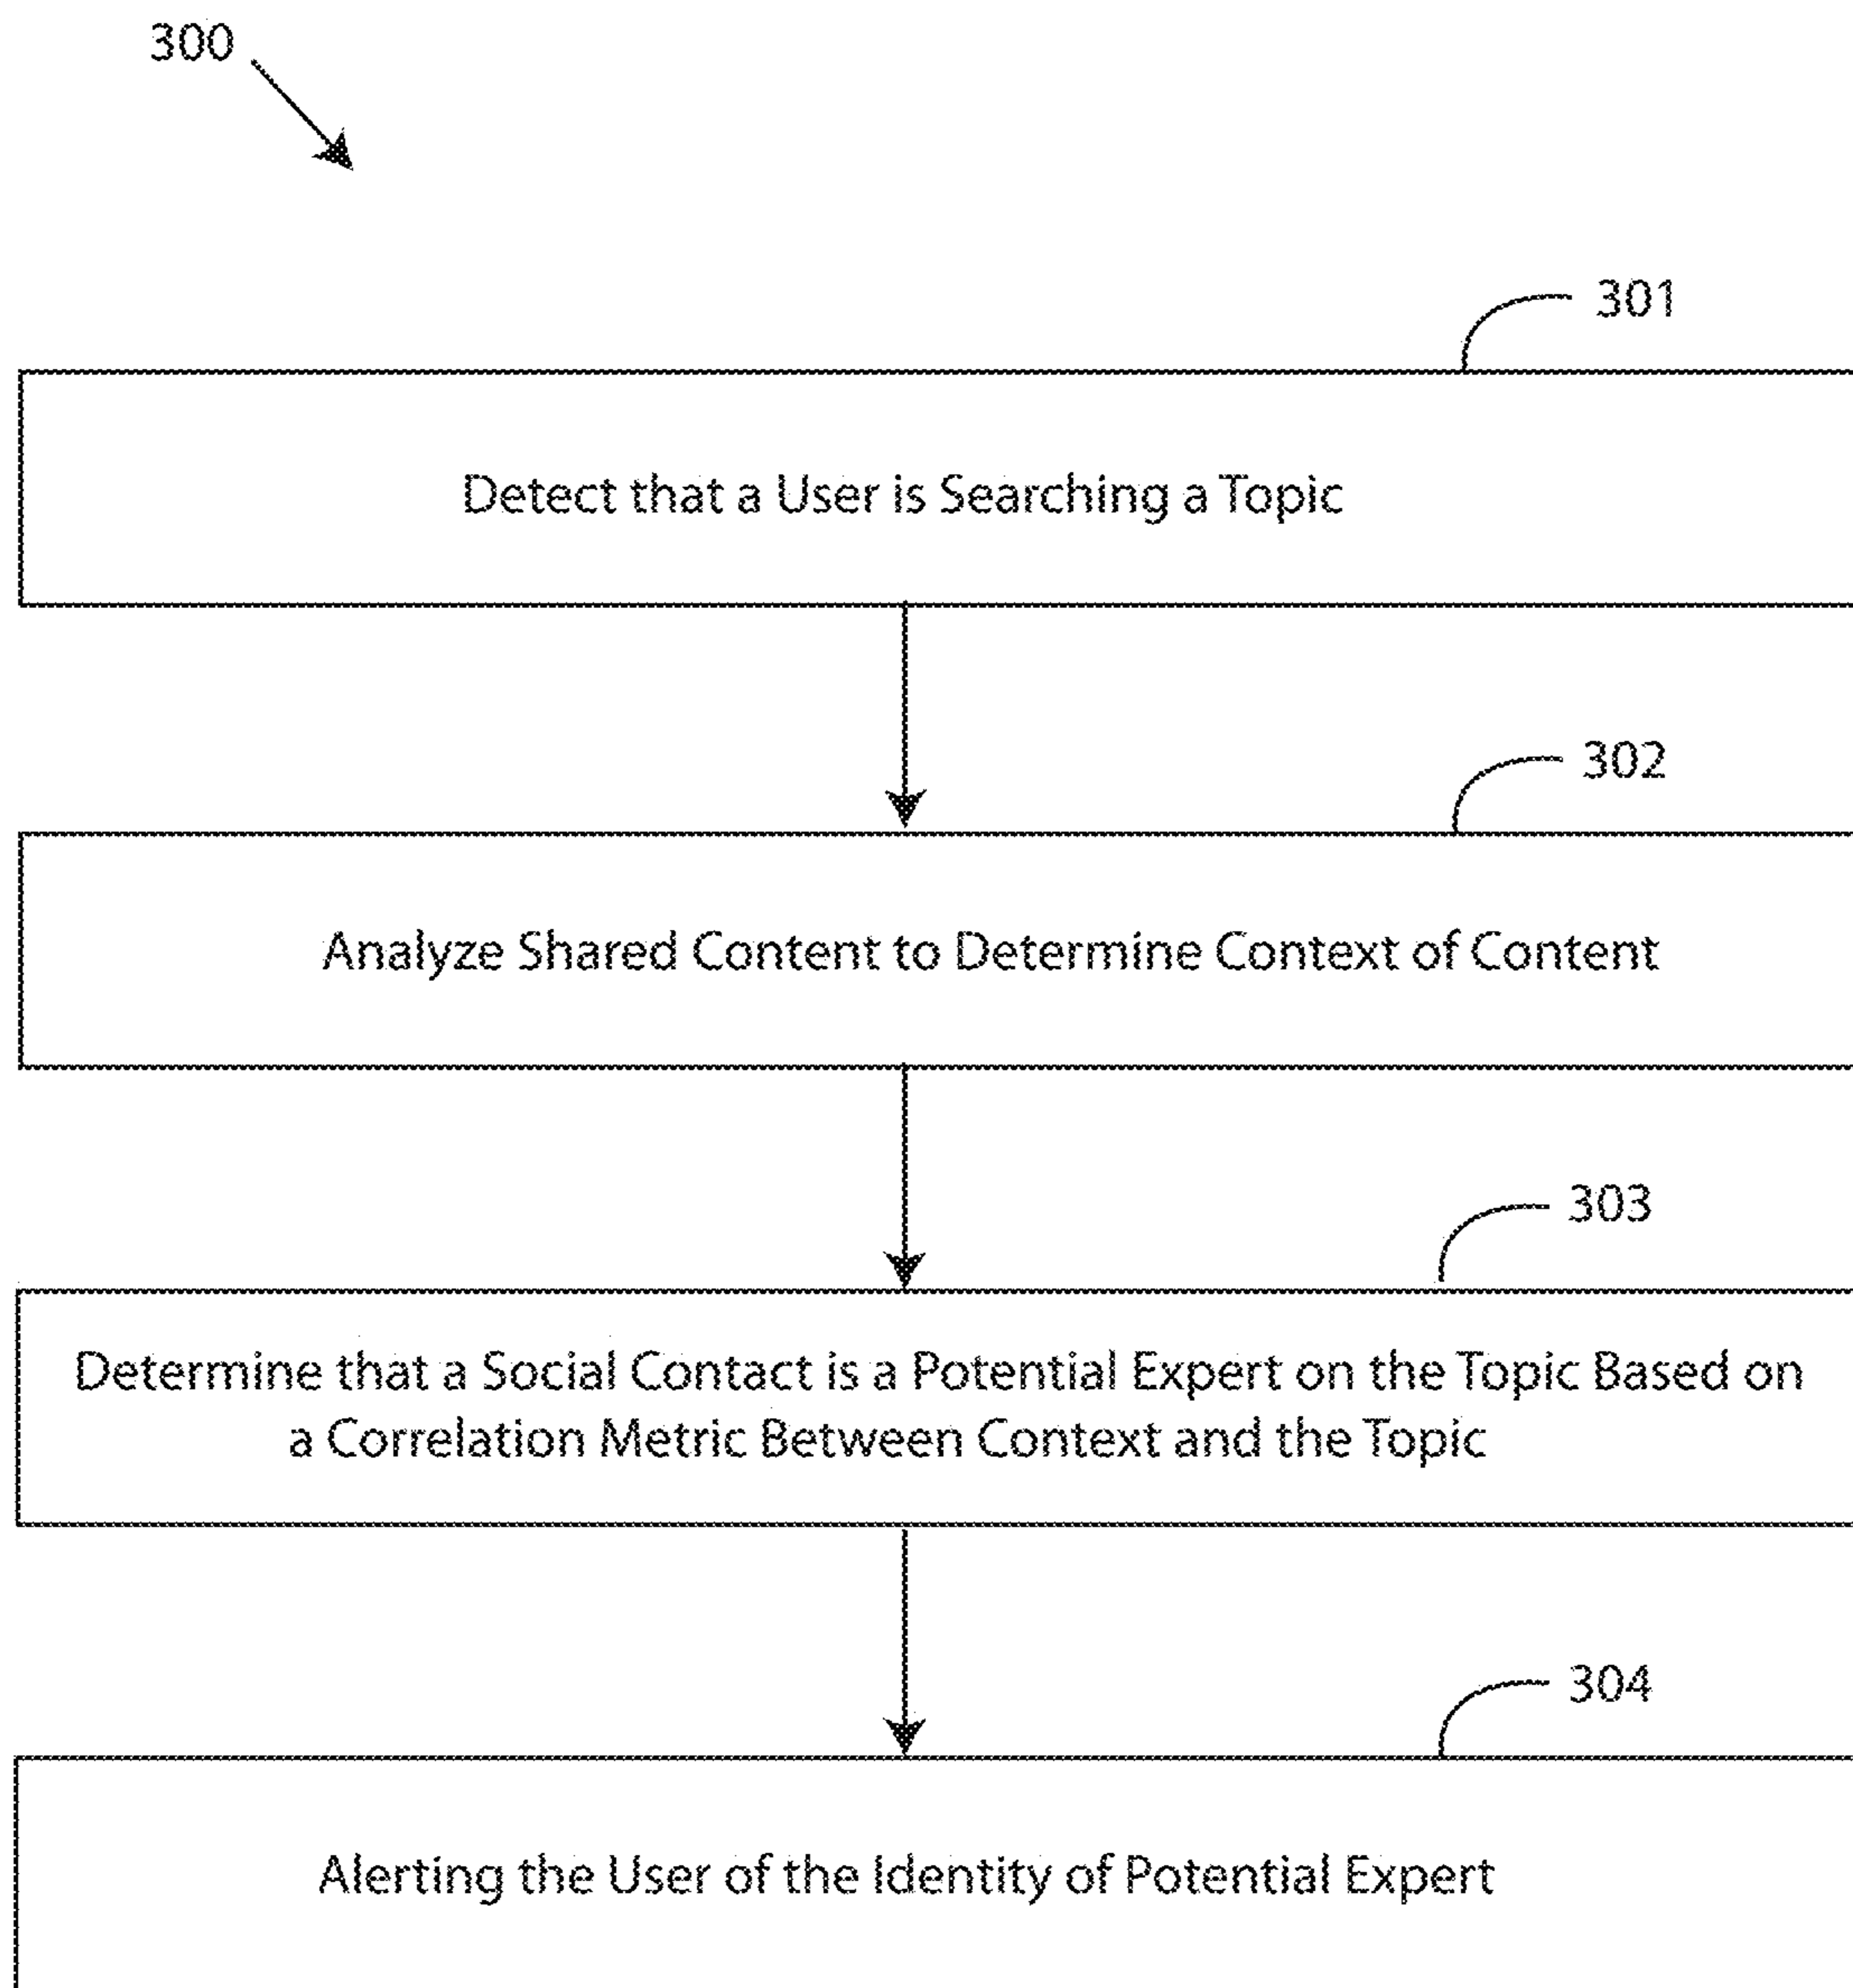 300
301
Detect that a User is Searching a Topic
302
Analyze Shared Content to Determine Context of Content
303
Determine that a Social Contact is a Potential Expert on the Topic Based on
a Correlation Metric Between Context and the Topic
304
Alerting the User of the Identity of Potential Expert